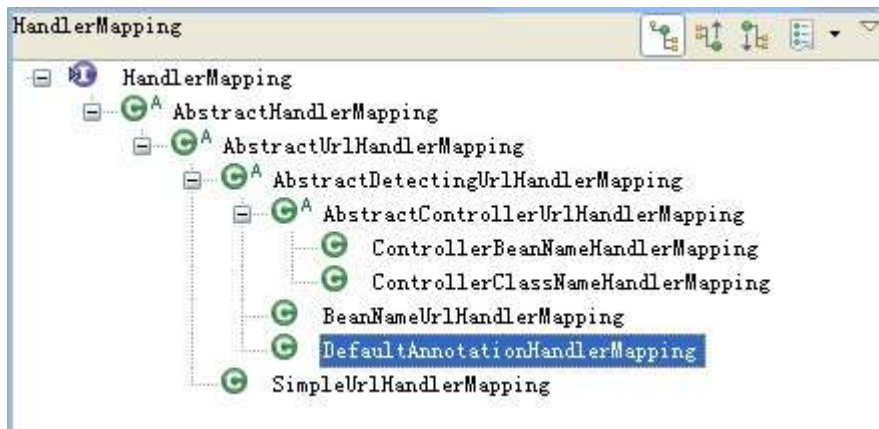 HandlerMapping
HandlerMapping
AbstractHandlerMapping
AbstractUrlHandlerMapping
AbstractDetectingUrlHandlerMapping
AbstractControllerUrlHandlerMapping
ControllerBeanNameHandlerMapping
ControllerClassNameHandlerMapping
BeanNameUrlHandlerMapping
DefaultAnnotationHandlerMapping
SimpleUrlHandlerMapping